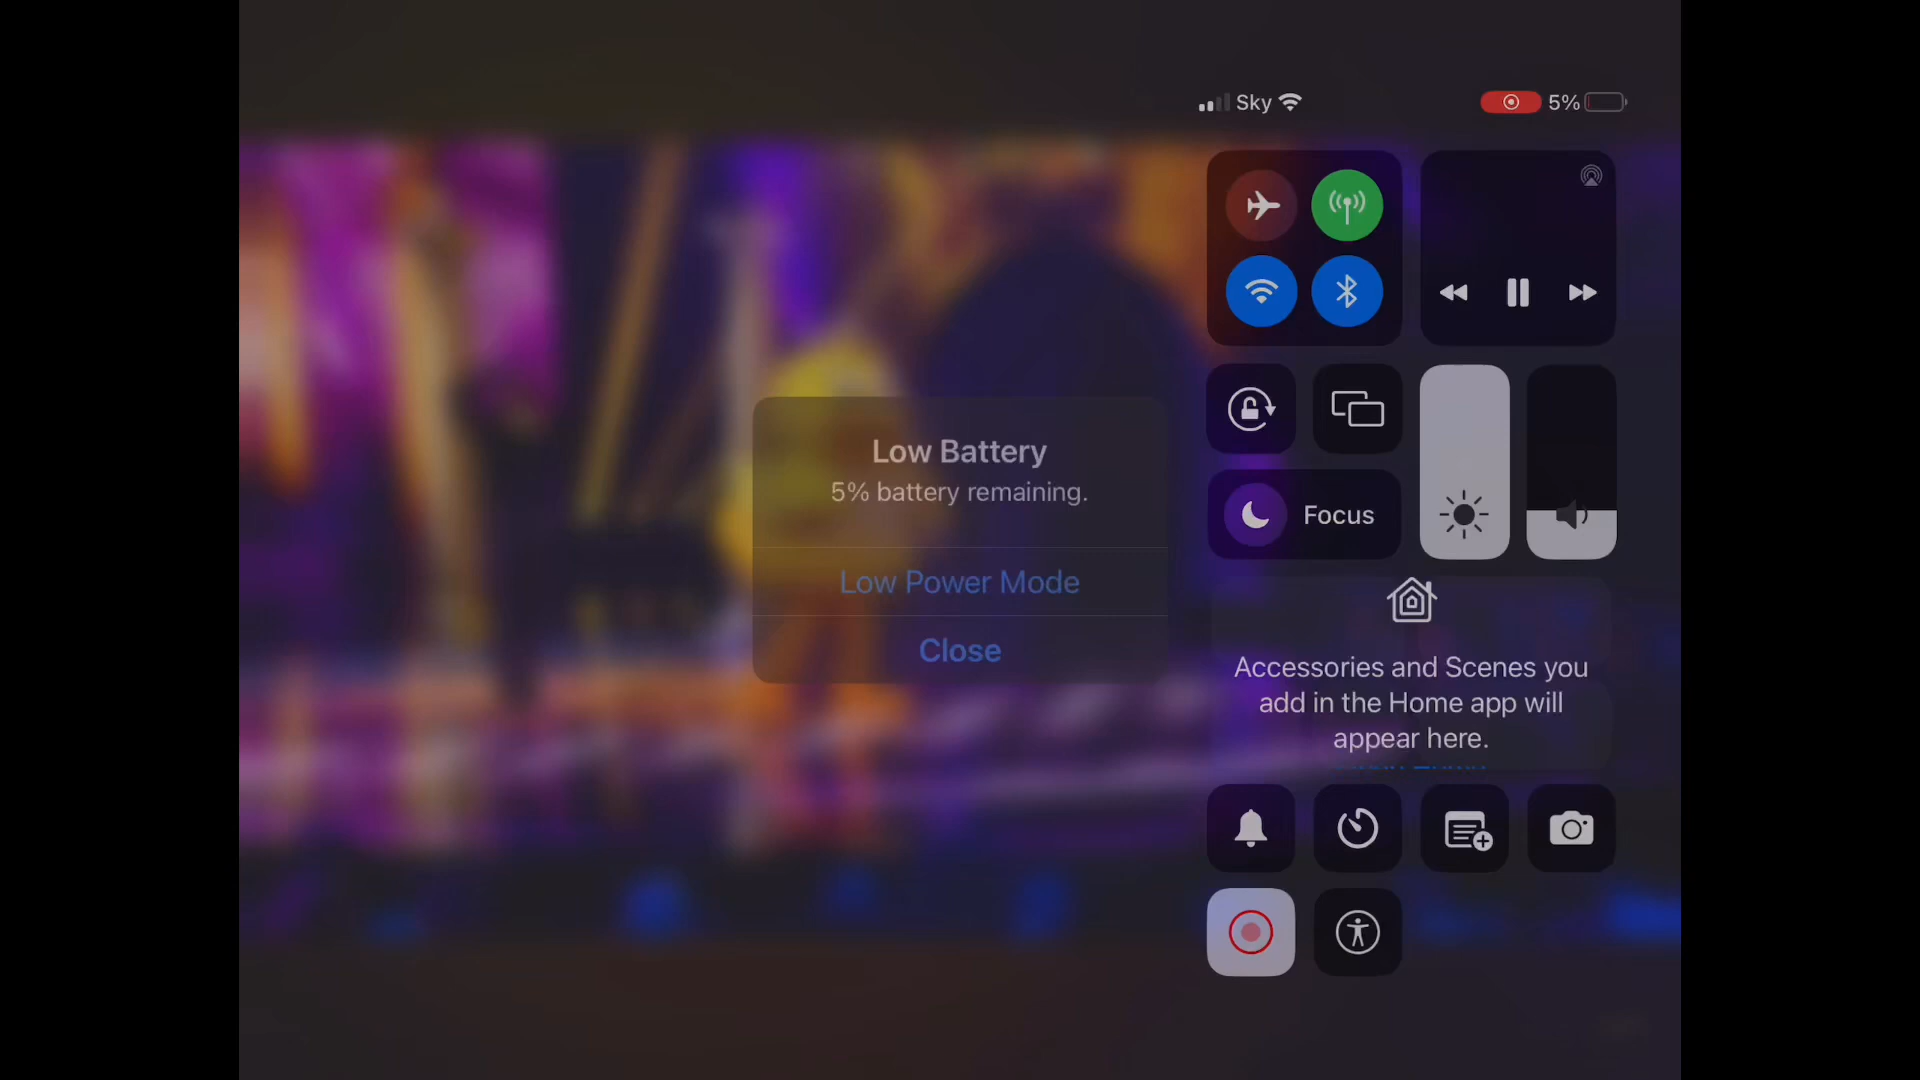 Sky
5%
Low Battery
5% battery remaining.
Low Power Mode
Close
Focus
Accessories and Scenes you
add in the Home app will
appear here.